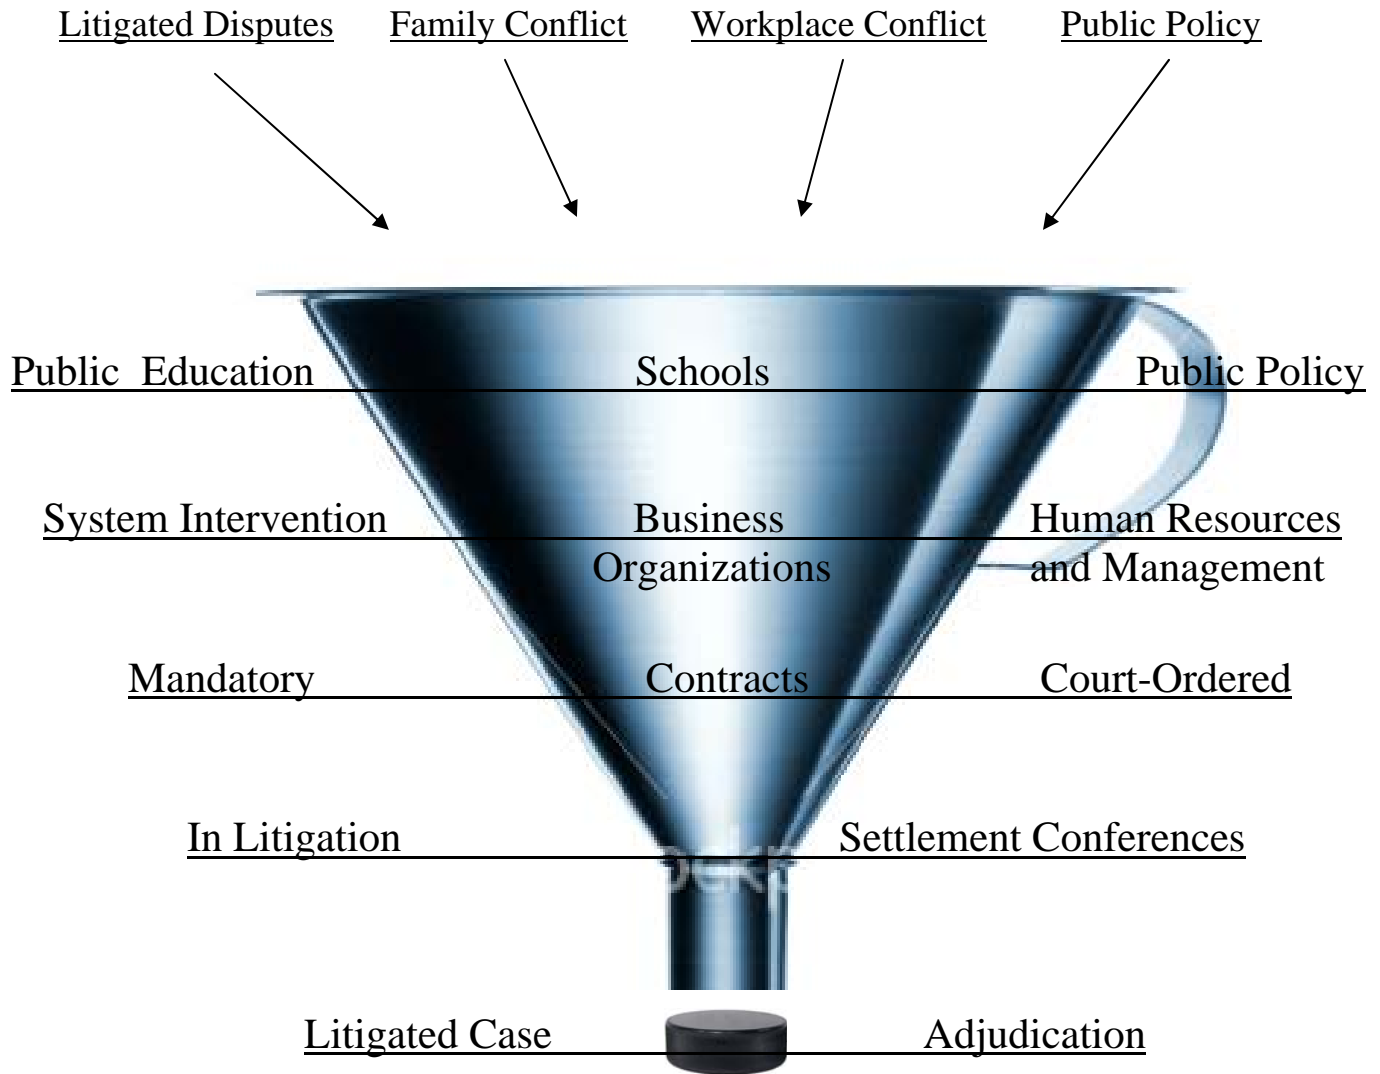 Litigated Disputes Family Conflict Workplace Conflict Public Policy
Public Education Schools Public Policy
System Intervention Business Human Resources
Organizations and Management
Mandatory Contracts Court-Ordered
In Litigation Settlement Conferences
Litigated Case Adjudication